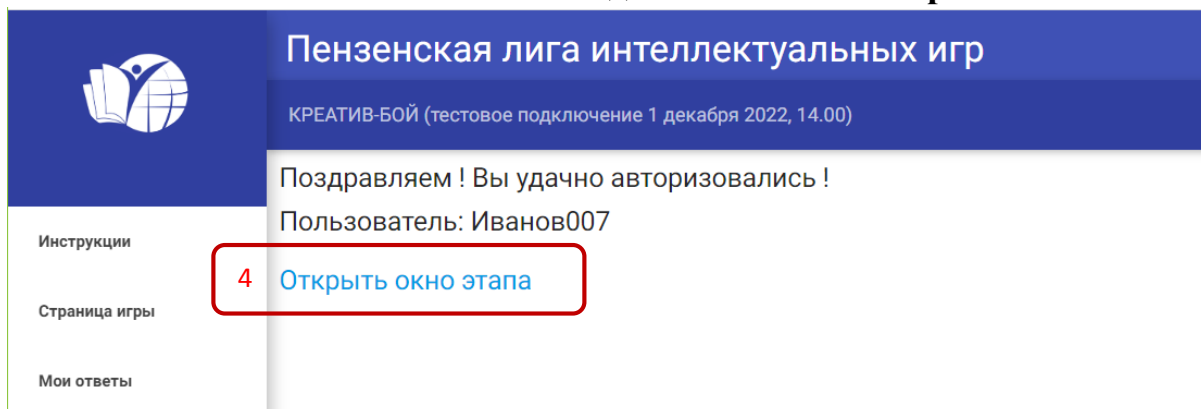 Пензенская лига интеллектуальных игр
КРЕАТИВ-БОЙ (тестовое подключение 1 декабря 2022, 14.00)
Поздравляем ! Вы удачно авторизовались !
Пользователь: Иванов007
Инструкции
4 Открыть окно этапа
Страница игры
Мои ответы